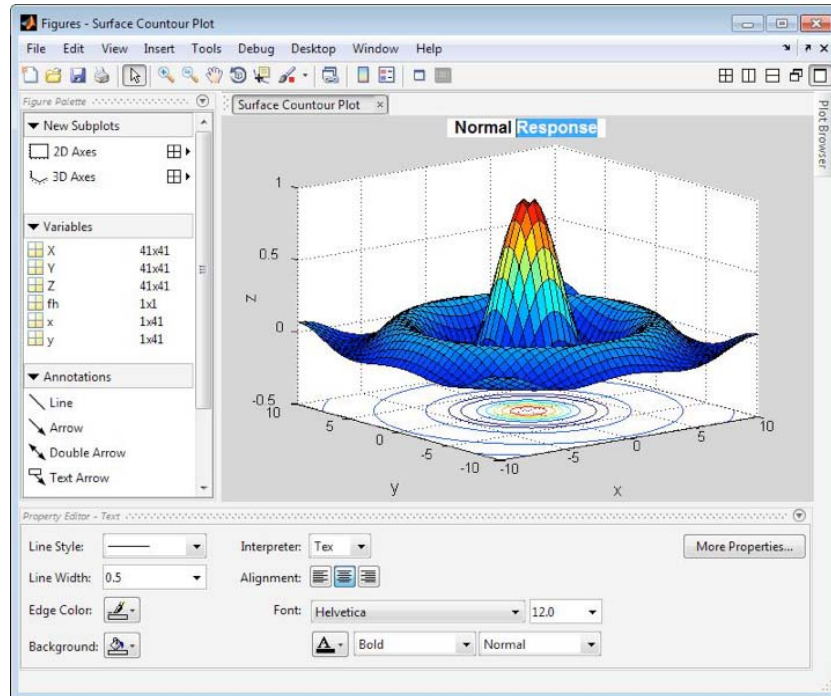 Figures - Surface Countour Plot
File Edit View Insert Tools Debug Desktop Window Help
Figure Palette
Surface Countour Plot ×
Plot Browser
New Subplots
2D Axes
3D Axes
Variables
X 41x41
Y 41x41
Z 41x41
fh 1x1
x 1x41
y 1x41
Annotations
Line
Arrow
Double Arrow
Text Arrow
Normal Response
1
0.5
0
-0.5
z
10
5
0
-5
-10
y
-10
-5
0
5
10
x
Property Editor - Text
Line Style: Interpreter: Tex More Properties...
Line Width: 0.5 Alignment:
Edge Color: Font: Helvetica 12.0
Background: A Bold Normal